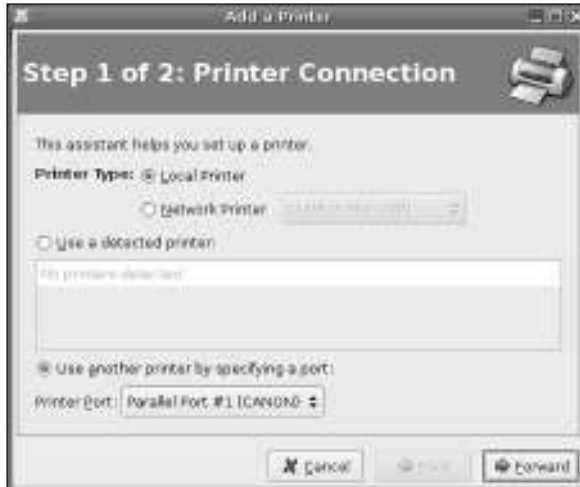 Add a Printer
Step 1 of 2: Printer Connection
This assistant helps you set up a printer.
Printer Type: Local Printer
Network Printer
Use a detected printer:
No printers detected
Use another printer by specifying a port:
Printer Port: Parallel Port #1 (CANON)
Cancel
Back
Forward